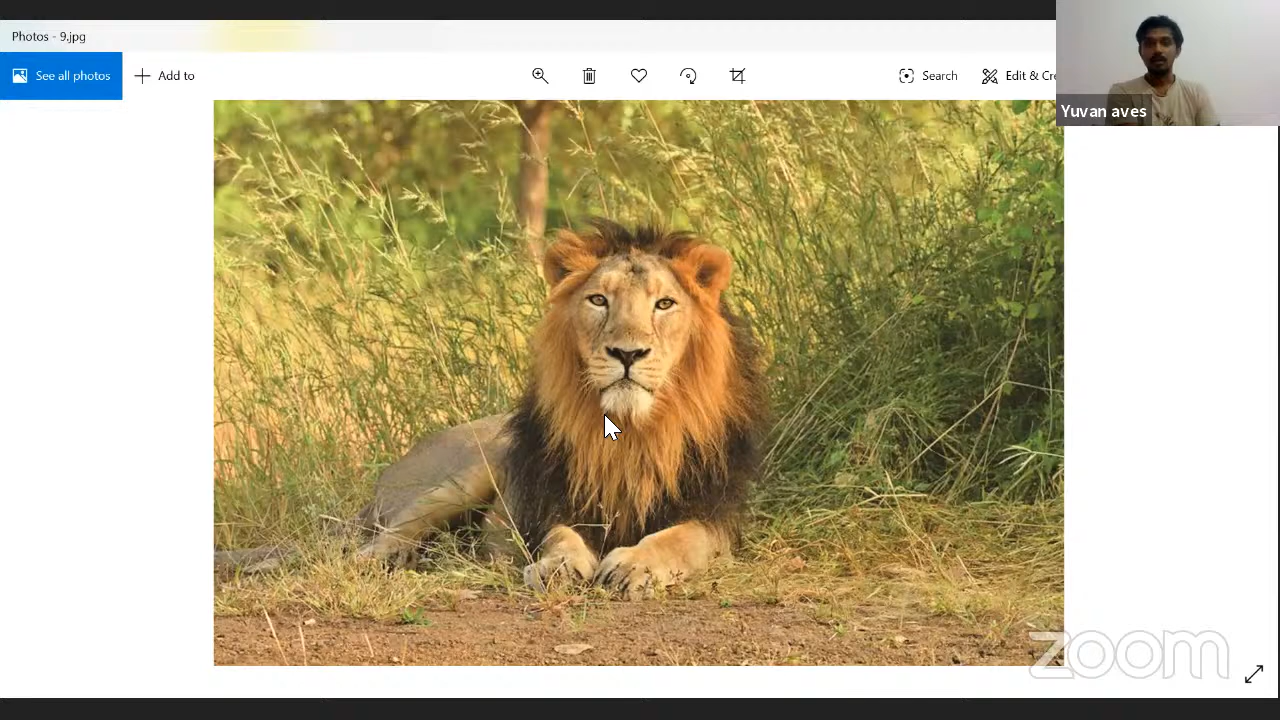 Photos - 9.jpg
See all photos
Add to
Search
Edit & Cre
Yuvan aves
zoom